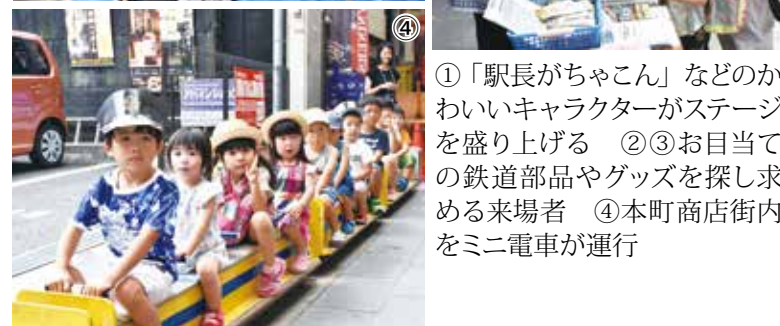 ④
①「駅長がちゃこん」などのか
わいいキャラクターがステージ
を盛り上げる　②③お目当て
の鉄道部品やグッズを探し求
める来場者　④本町商店街内
をミニ電車が運行